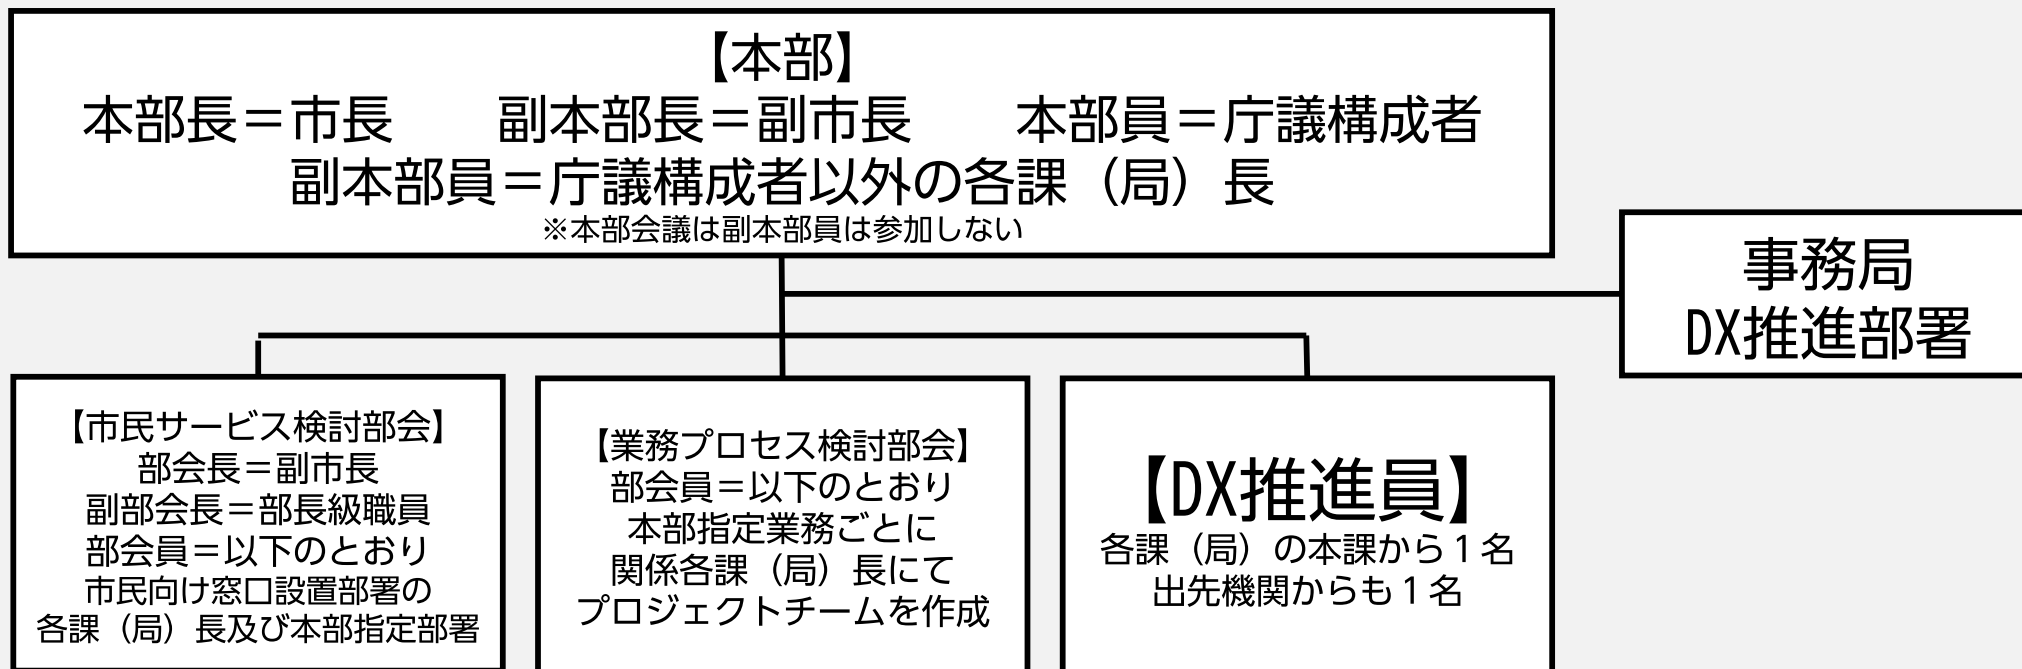 【本部】
本部長＝市長　　副本部長＝副市長　　本部員＝庁議構成者
副本部員＝庁議構成者以外の各課（局）長
※本部会議は副本部員は参加しない
事務局
DX推進部署
【市民サービス検討部会】
部会長＝副市長
副部会長＝部長級職員
部会員＝以下のとおり
市民向け窓口設置部署の
各課（局）長及び本部指定部署
【業務プロセス検討部会】
部会員＝以下のとおり
本部指定業務ごとに
関係各課（局）長にて
プロジェクトチームを作成
【DX推進員】
各課（局）の本課から１名
出先機関からも１名